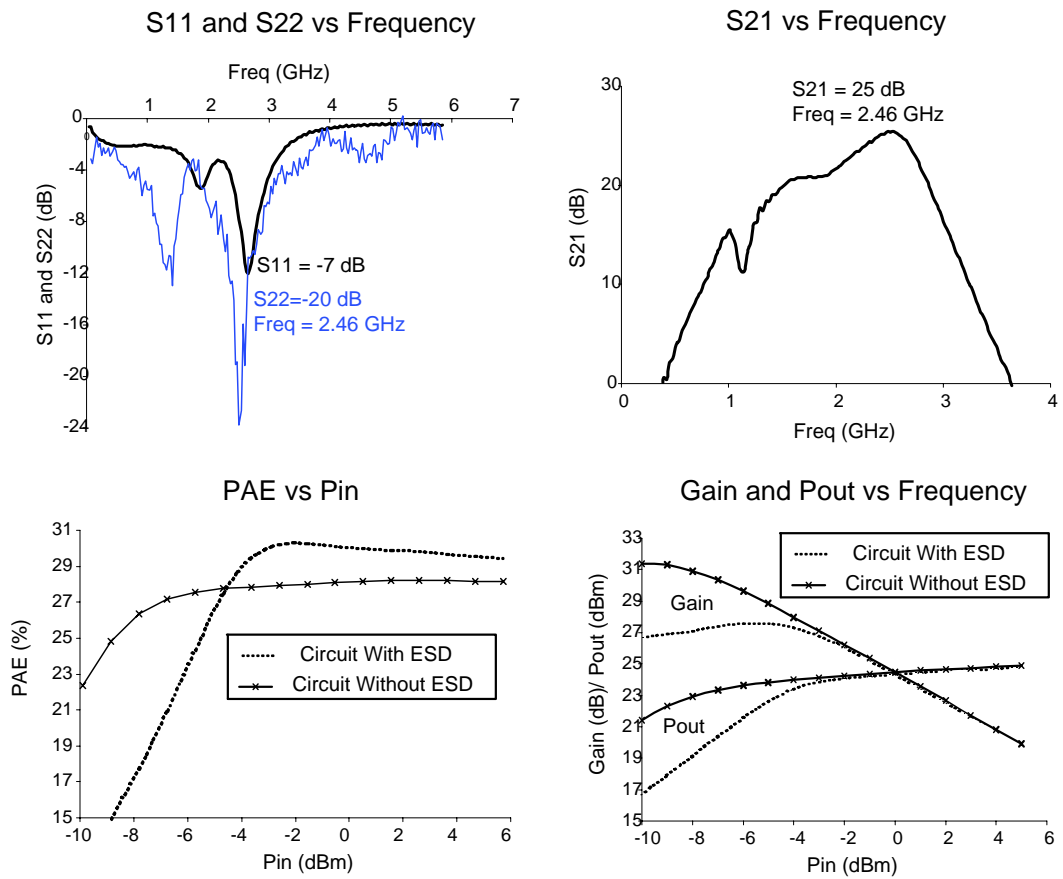 S11 and S22 vs Frequency
Freq (GHz)
1 2 3 4 5 6 7
0
0
-4
-8
-12
-16
-20
-24
S11 and S22 (dB)
S11 = -7 dB
S22=-20 dB
Freq = 2.46 GHz
S21 vs Frequency
30
20
10
0
S21 (dB)
S21 = 25 dB
Freq = 2.46 GHz
0 1 2 3 4
Freq (GHz)
PAE vs Pin
31
29
27
25
23
21
19
17
15
PAE (%)
Circuit With ESD
Circuit Without ESD
-10 -8 -6 -4 -2 0 2 4 6
Pin (dBm)
Gain and Pout vs Frequency
33
31
29
27
25
23
21
19
17
15
Gain (dB)/ Pout (dBm)
Circuit With ESD
Circuit Without ESD
Gain
Pout
-10 -8 -6 -4 -2 0 2 4 6
Pin (dBm)